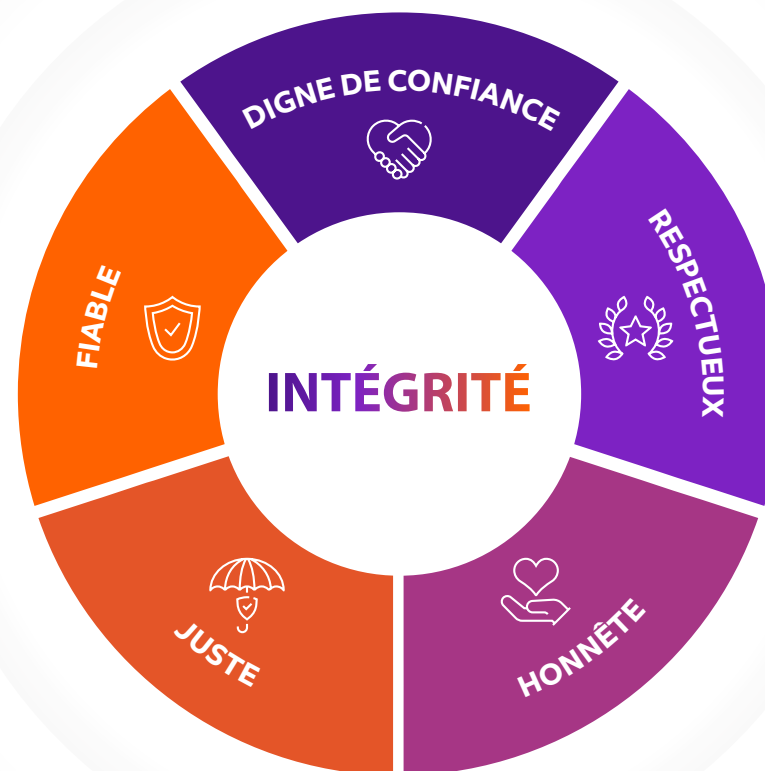 DIGNE DE CONFIANCE
RESPECTUEUX
HONNÊTE
JUSTE
FIABLE
INTÉGRITÉ